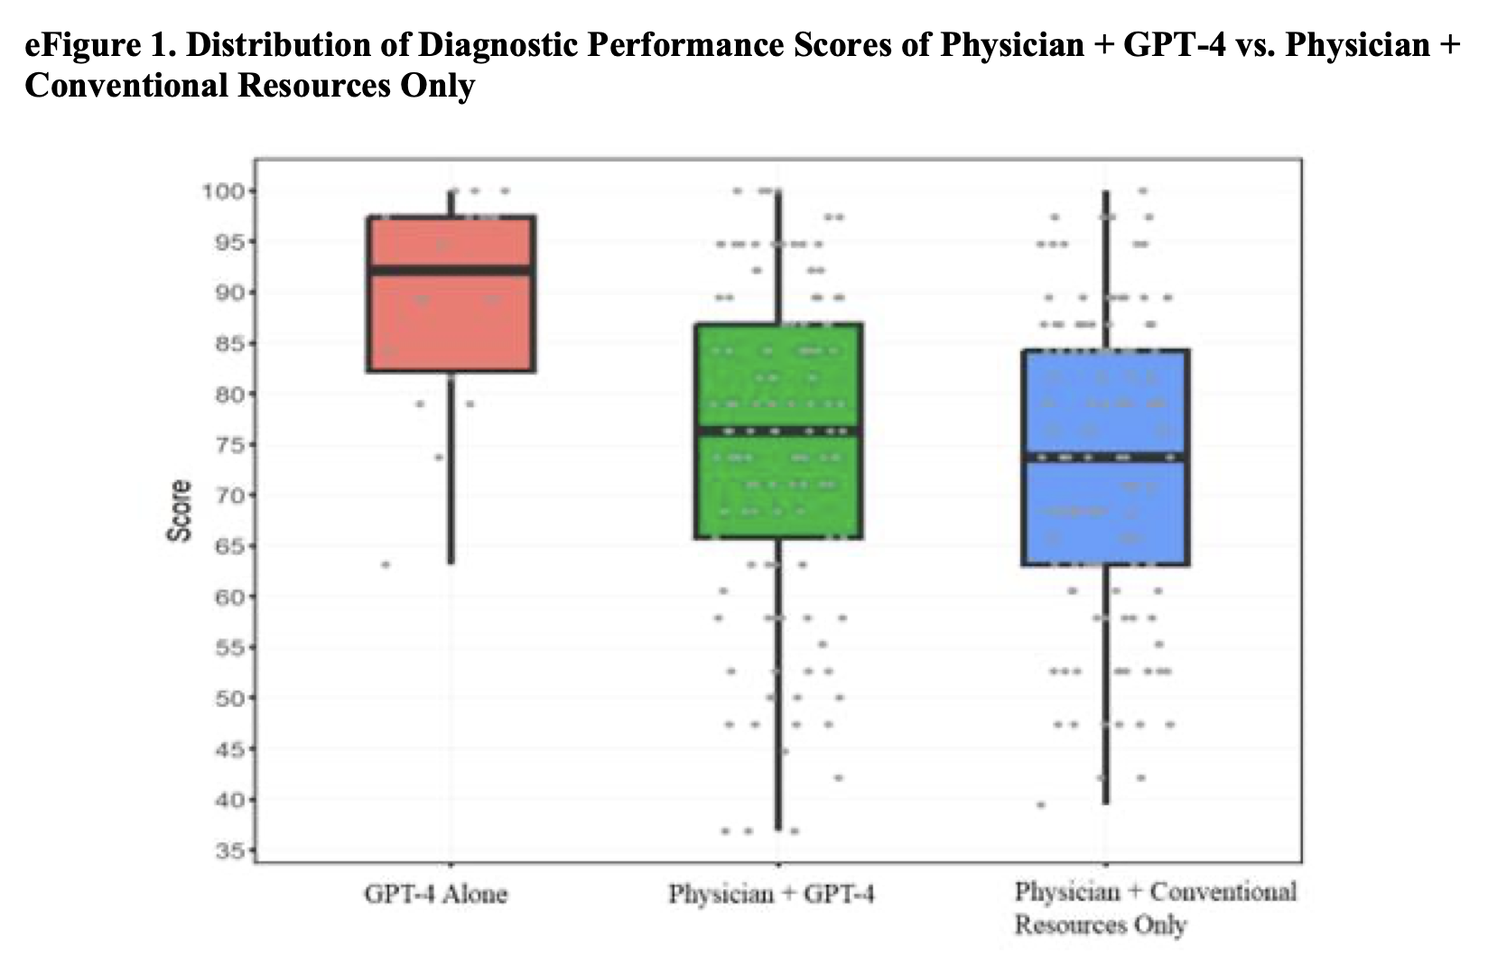 eFigure 1. Distribution of Diagnostic Performance Scores of Physician + GPT-4 vs. Physician +
Conventional Resources Only
100
95
90
85
80
75
70
65
60
55
50
45
40
35
Score
GPT-4 Alone
Physician + GPT-4
Physician + Conventional
Resources Only